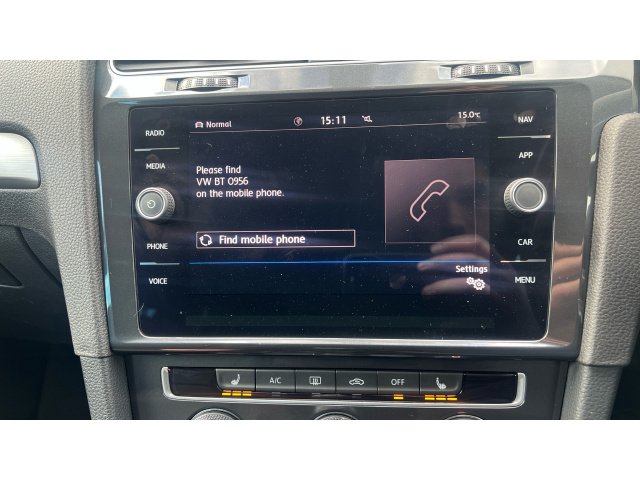 Normal 15:11 15.0°C
RADIO
MEDIA
PHONE
VOICE
Please find
VW BT 0956
on the mobile phone.
Find mobile phone
Settings
NAV
APP
CAR
MENU
A/C OFF